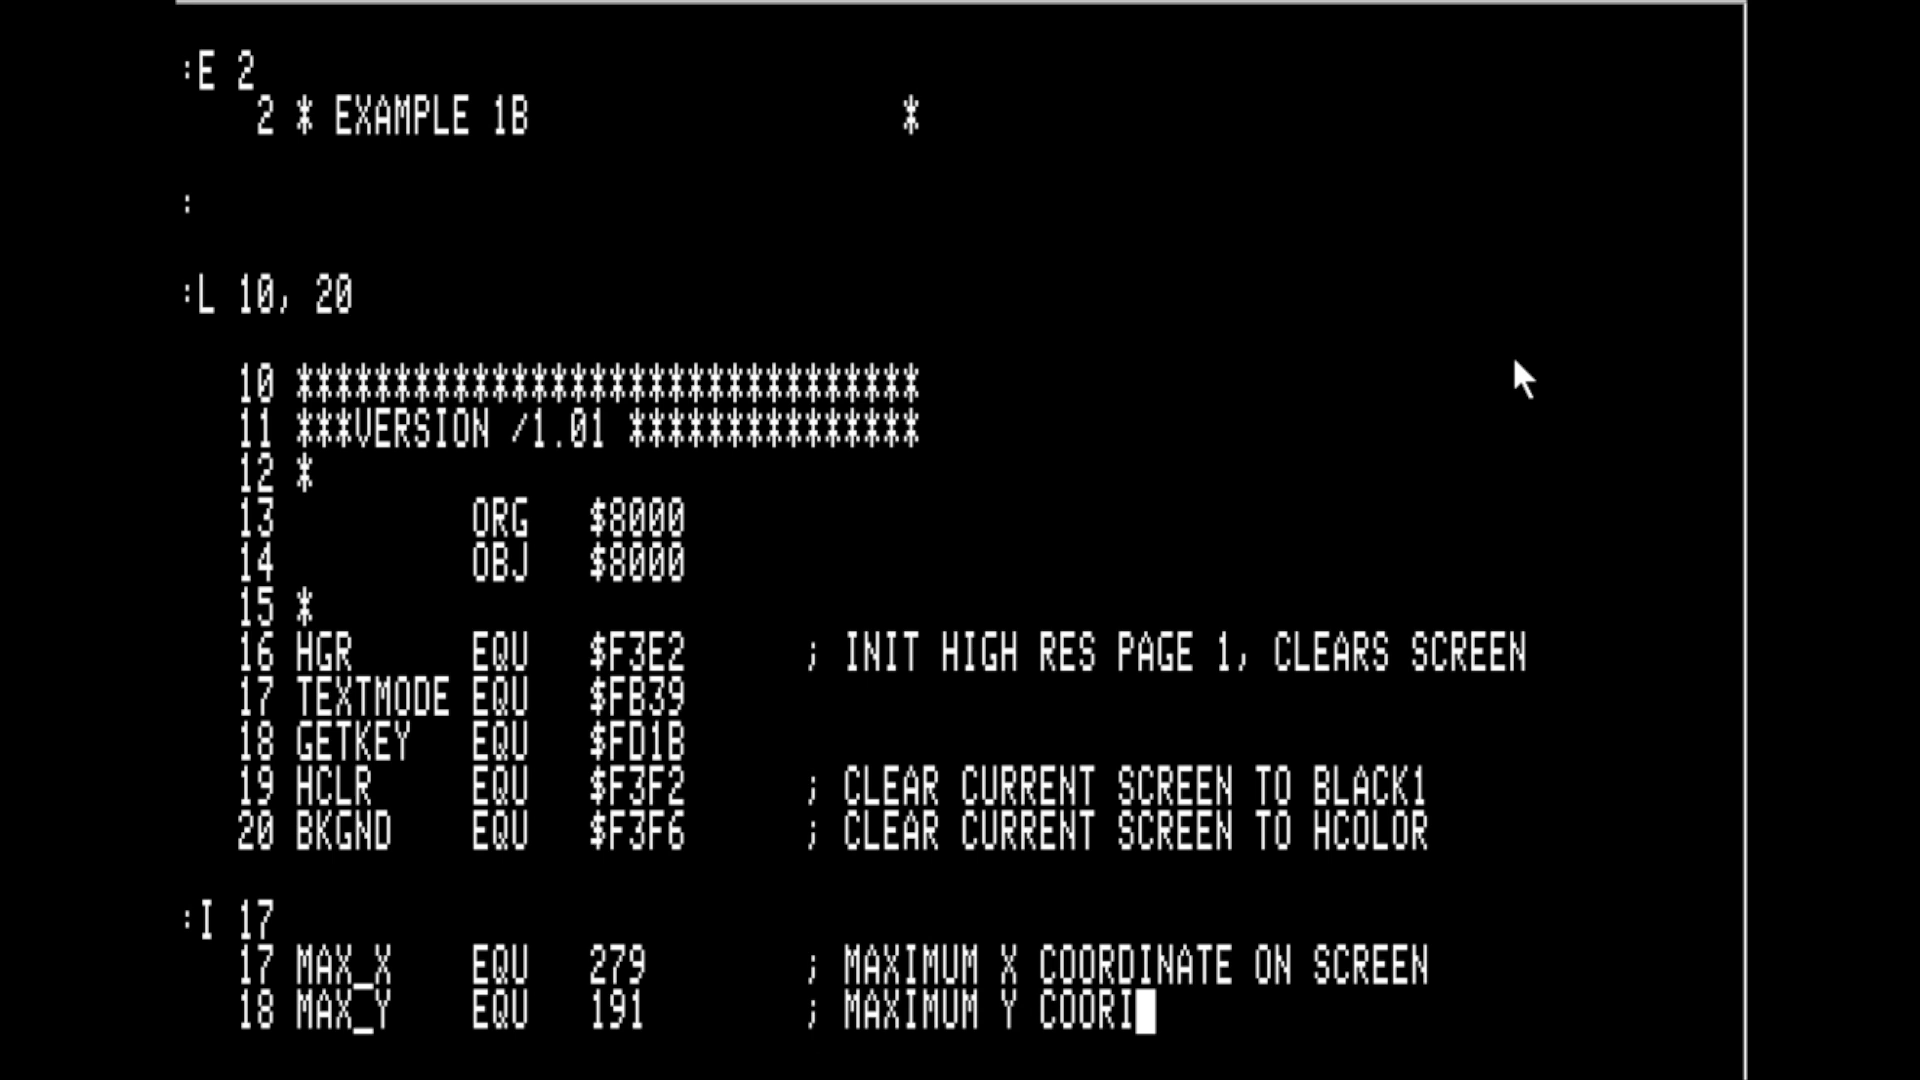 :E 2
2 * EXAMPLE 1B                   *
:
:L 10, 20
10 ********************************
11 ***VERSION /1.01 ***************
12 *
13          ORG   $8000
14          OBJ   $8000
15 *
16 HGR      EQU   $F3E2      ; INIT HIGH RES PAGE 1, CLEARS SCREEN
17 TEXTMODE EQU   $FB39
18 GETKEY   EQU   $FD1B
19 HCLR     EQU   $F3F2      ; CLEAR CURRENT SCREEN TO BLACK1
20 BKGND    EQU   $F3F6      ; CLEAR CURRENT SCREEN TO HCOLOR
:I 17
17 MAX_X    EQU   279        ; MAXIMUM X COORDINATE ON SCREEN
18 MAX_Y    EQU   191        ; MAXIMUM Y COORI